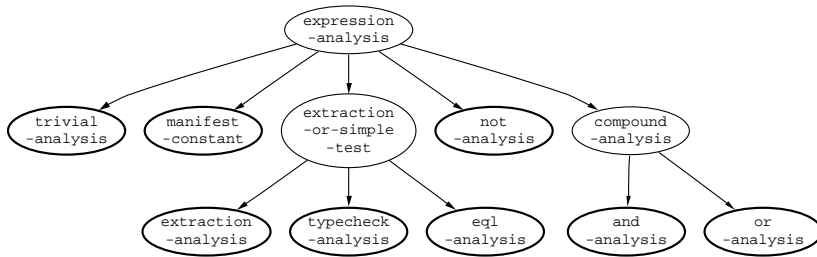 expression
-analysis
trivial
-analysis
manifest
-constant
extraction
-or-simple
-test
not
-analysis
compound
-analysis
extraction
-analysis
typecheck
-analysis
eql
-analysis
and
-analysis
or
-analysis